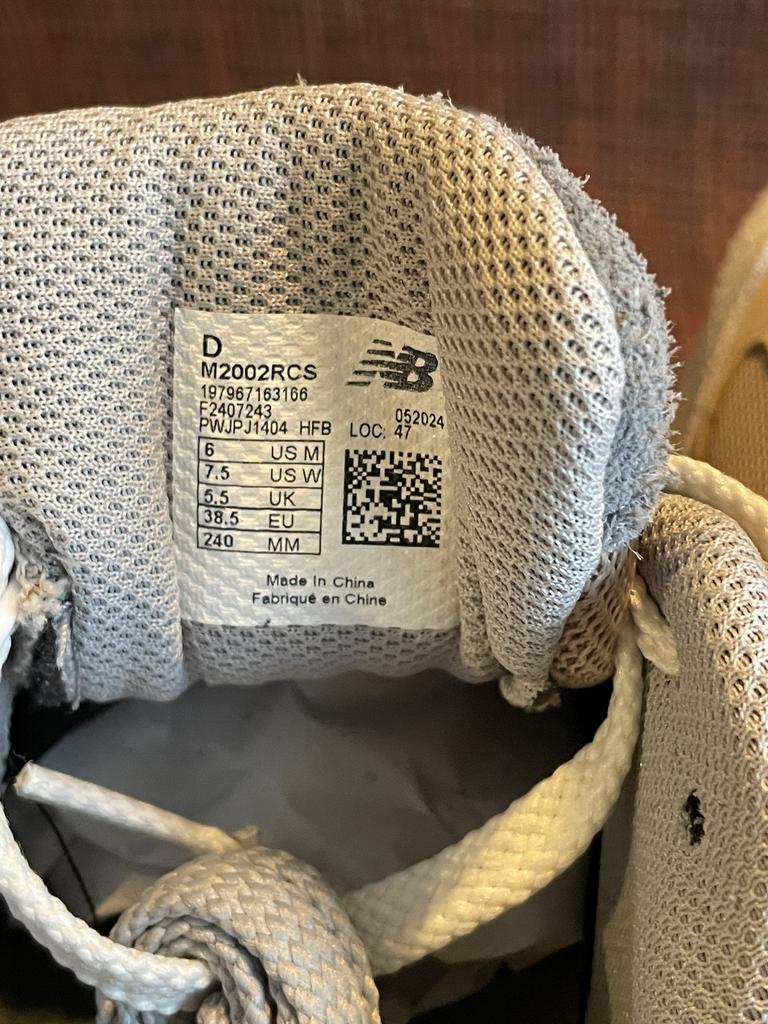 D
M2002RCS
NB
197967163166
F2407243
052024
PWJPJ1404 HFB LOC: 47
6 US M
7.5 US W
5.5 UK
38.5 EU
240 MM
Made In China
Fabriqué en Chine